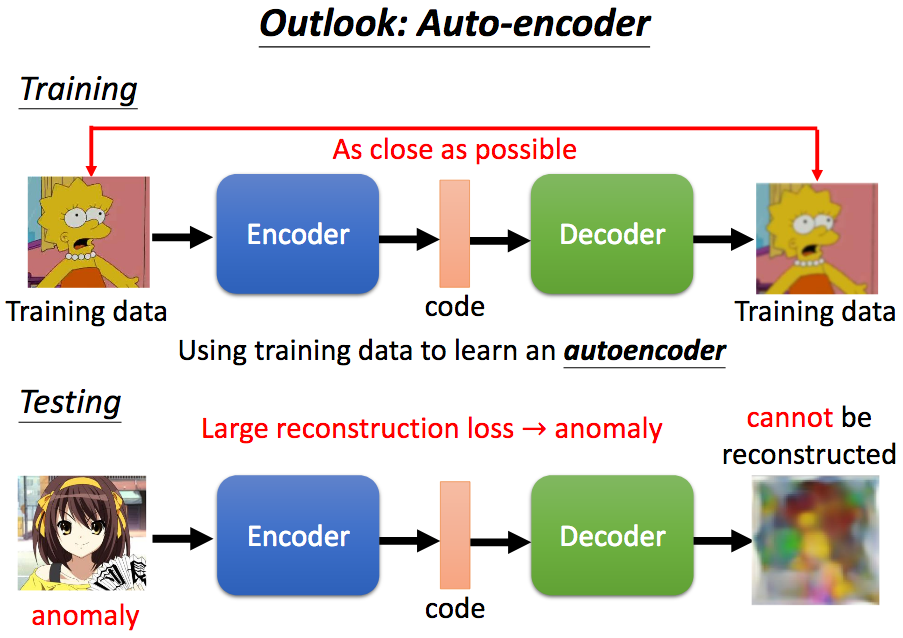 Outlook: Auto-encoder
Training
As close as possible
Encoder
Decoder
Training data
code
Training data
Using training data to learn an autoencoder
Testing
Large reconstruction loss → anomaly
cannot be
reconstructed
Encoder
Decoder
anomaly
code